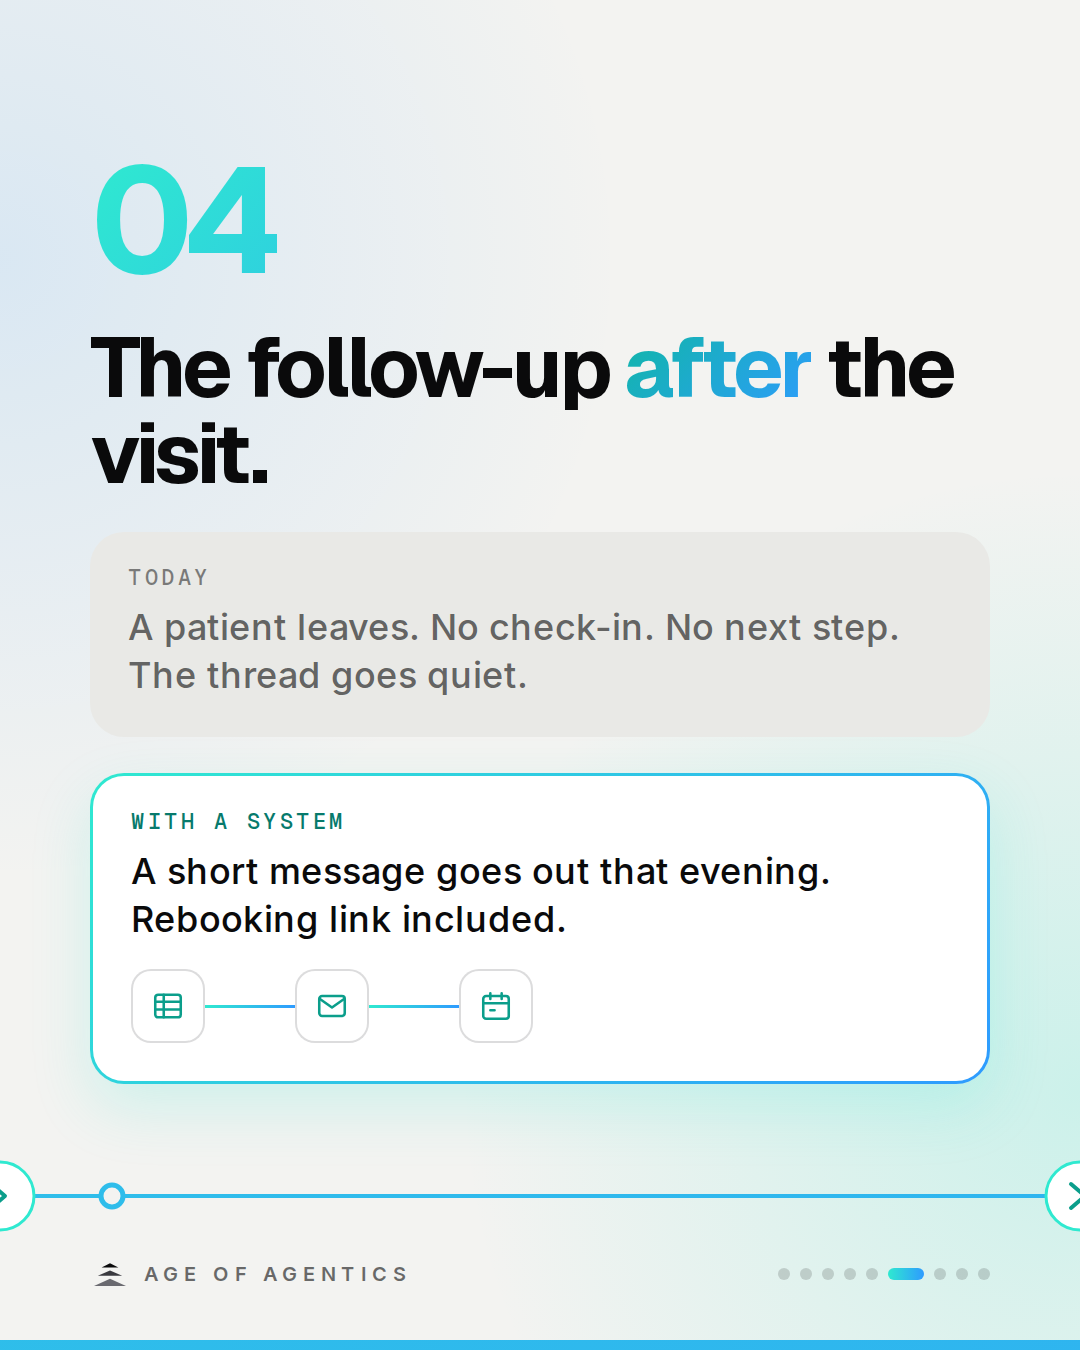 04
The follow-up after the
visit.
TODAY
A patient leaves. No check-in. No next step.
The thread goes quiet.
WITH A SYSTEM
A short message goes out that evening.
Rebooking link included.
AGE OF AGENTICS